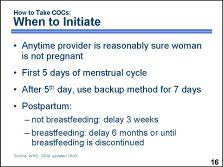 How to Take COCs:
When to Initiate
• Anytime provider is reasonably sure woman
is not pregnant
• First 5 days of menstrual cycle
• After 5th day, use backup method for 7 days
• Postpartum:
– not breastfeeding: delay 3 weeks
– breastfeeding: delay 6 months or until
breastfeeding is discontinued
Source: WHO, 2004; updated 2008.
16